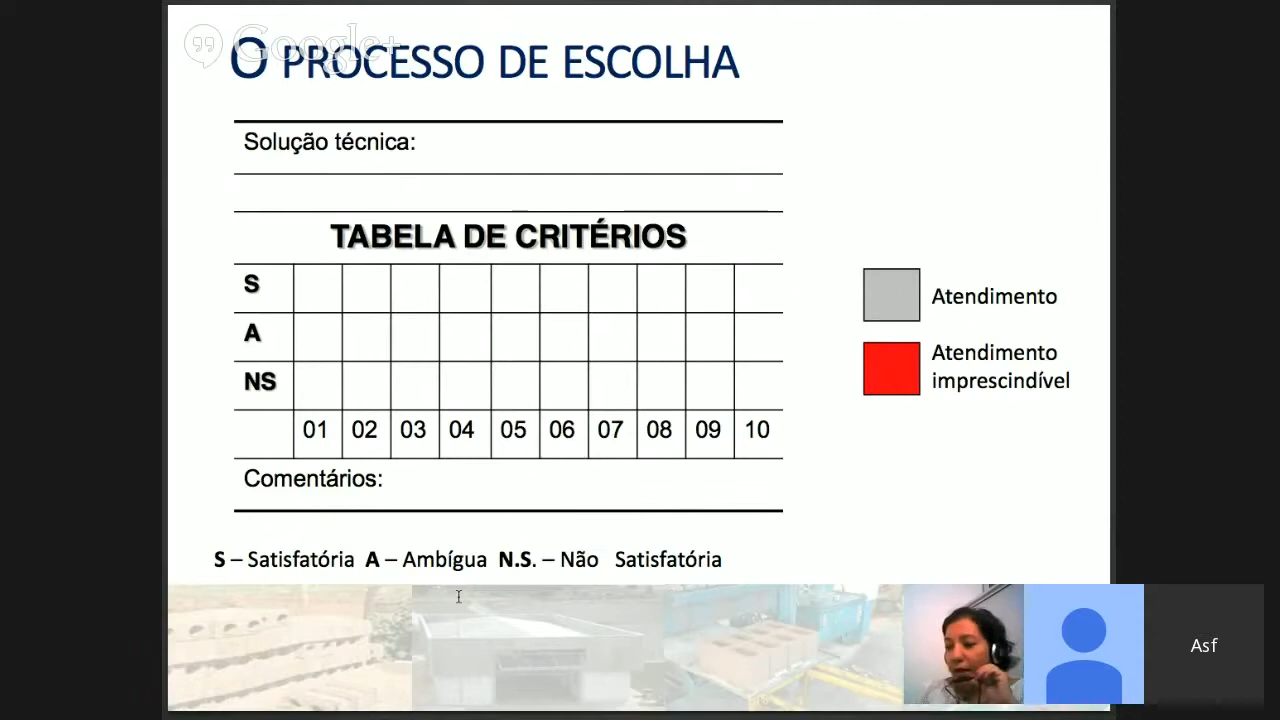 Google+
O PROCESSO DE ESCOLHA
Solução técnica:
TABELA DE CRITÉRIOS
S
A
NS
01 02 03 04 05 06 07 08 09 10
Comentários:
Atendimento
Atendimento
imprescindível
S – Satisfatória A – Ambígua N.S. – Não Satisfatória
Asf